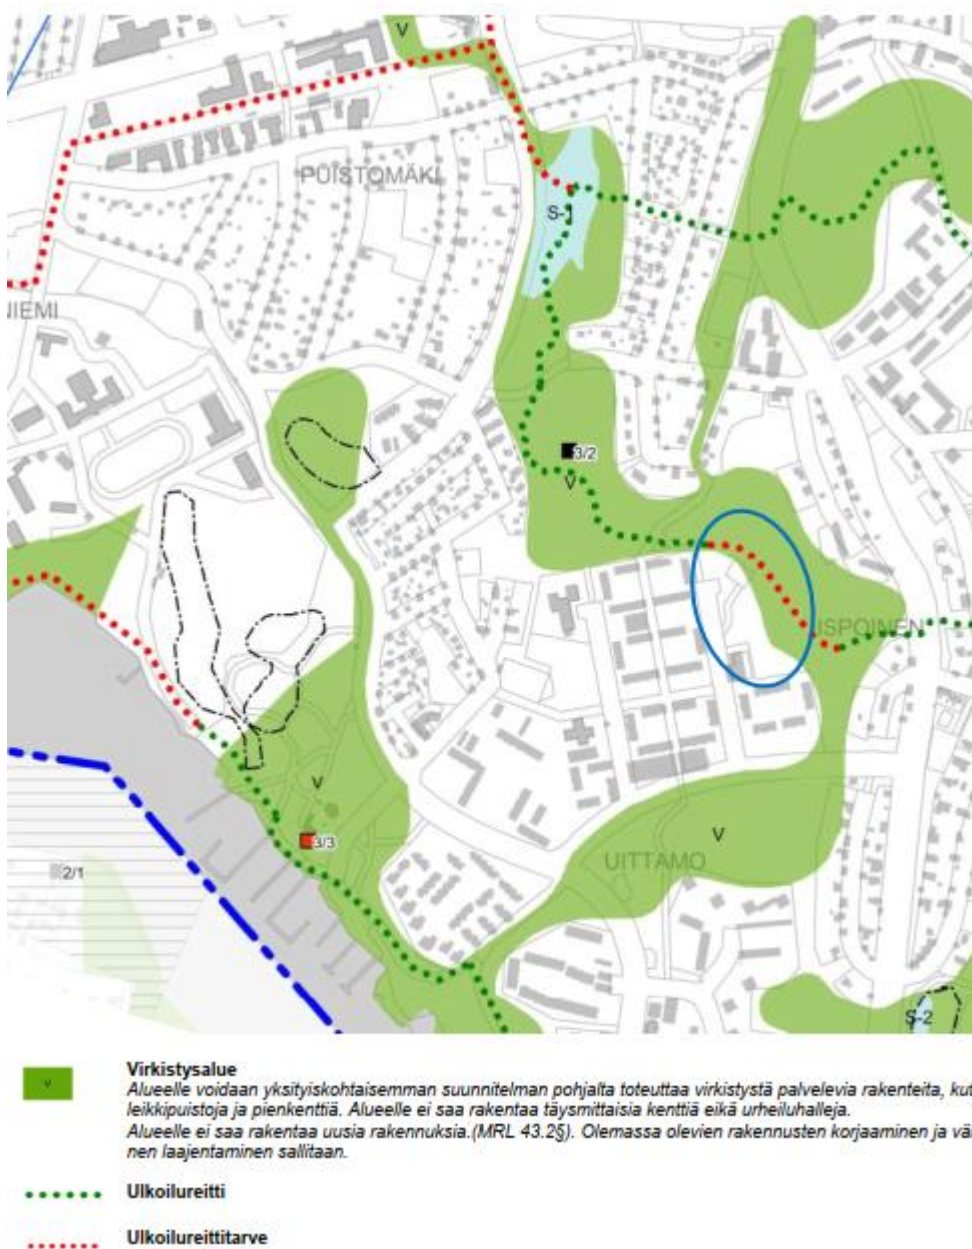 V
PUISTOMÄKI
S-1
NIEMI
3/2
V
ISPOINEN
V
3/3
V
UITTAMO
2/1
S-2
V
Virkistysalue
Alueelle voidaan yksityiskohtaisemman suunnitelman pohjalta toteuttaa virkistystä palvelevia rakenteita, kut
leikkipuistoja ja pienkenttiä. Alueelle ei saa rakentaa täysmittaisia kenttiä eikä urheiluhalleja.
Alueelle ei saa rakentaa uusia rakennuksia.(MRL 43.2§). Olemassa olevien rakennusten korjaaminen ja vä
nen laajentaminen sallitaan.
Ulkoilureitti
Ulkoilureittitarve